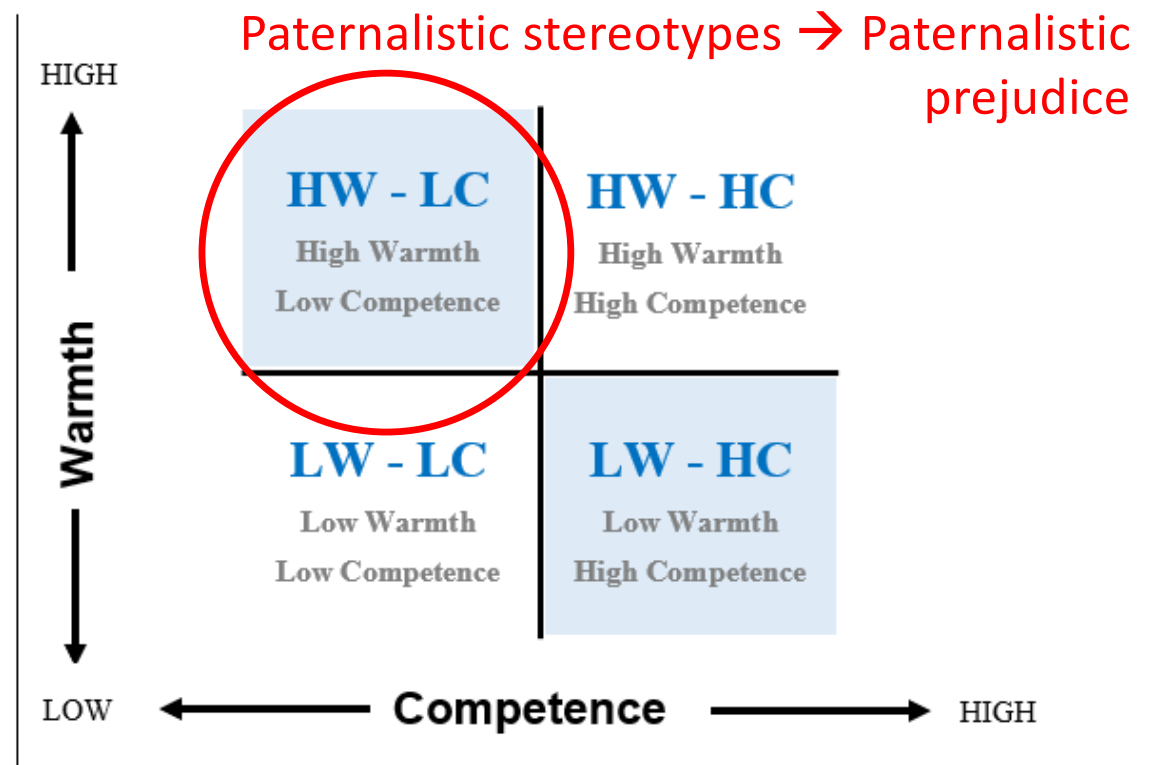 Paternalistic stereotypes → Paternalistic
prejudice
HIGH
HW - LC
High Warmth
Low Competence
HW - HC
High Warmth
High Competence
Warmth
LW - LC
Low Warmth
Low Competence
LW - HC
Low Warmth
High Competence
LOW
Competence
HIGH